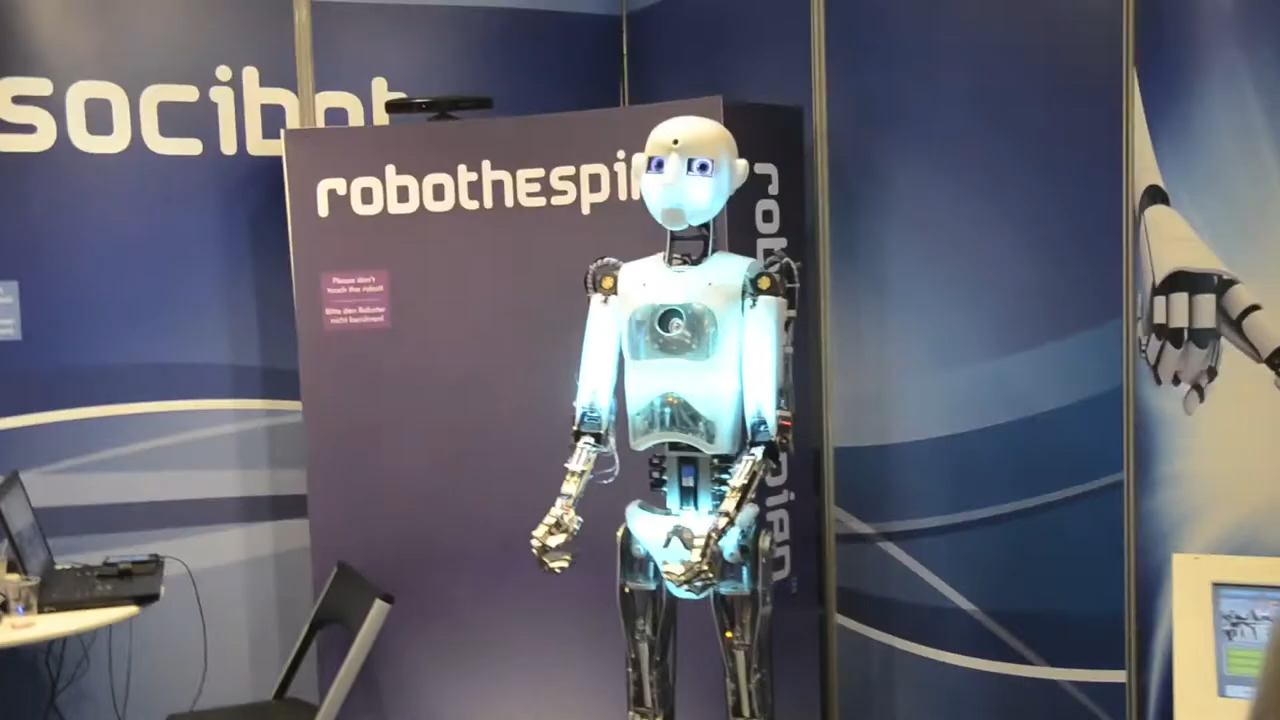 socibot
robothespi
Please don't
touch the robot!
Bitte den Roboter
nicht berühren!